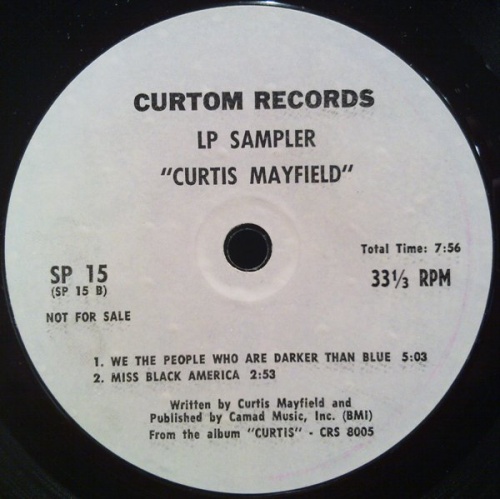 CURTOM RECORDS
LP SAMPLER
"CURTIS MAYFIELD"
Total Time: 7:56
SP 15
33⅓ RPM
(SP 15 B)
NOT FOR SALE
1. WE THE PEOPLE WHO ARE DARKER THAN BLUE 5:03
2. MISS BLACK AMERICA 2:53
Written by Curtis Mayfield and
Published by Camad Music, Inc. (BMI)
From the album "CURTIS" - CRS 8005